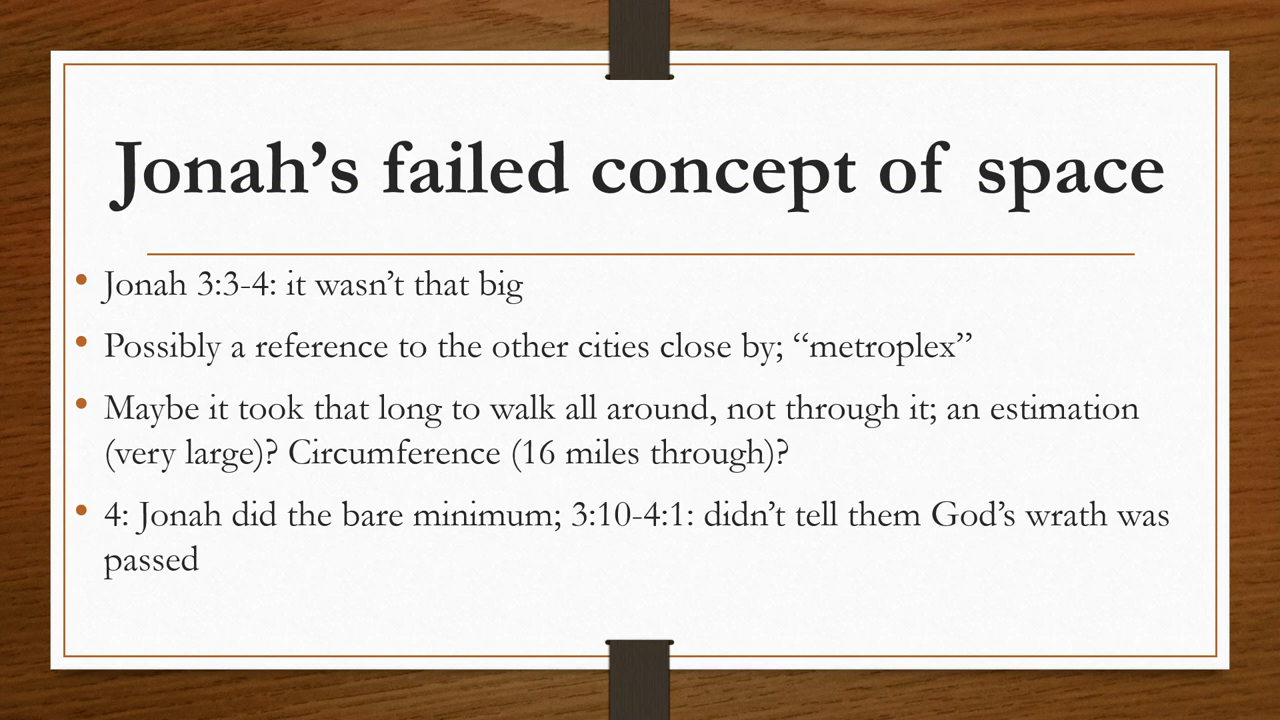 Jonah’s failed concept of space
• Jonah 3:3-4: it wasn’t that big
• Possibly a reference to the other cities close by; “metroplex”
• Maybe it took that long to walk all around, not through it; an estimation
(very large)? Circumference (16 miles through)?
• 4: Jonah did the bare minimum; 3:10-4:1: didn’t tell them God’s wrath was
passed